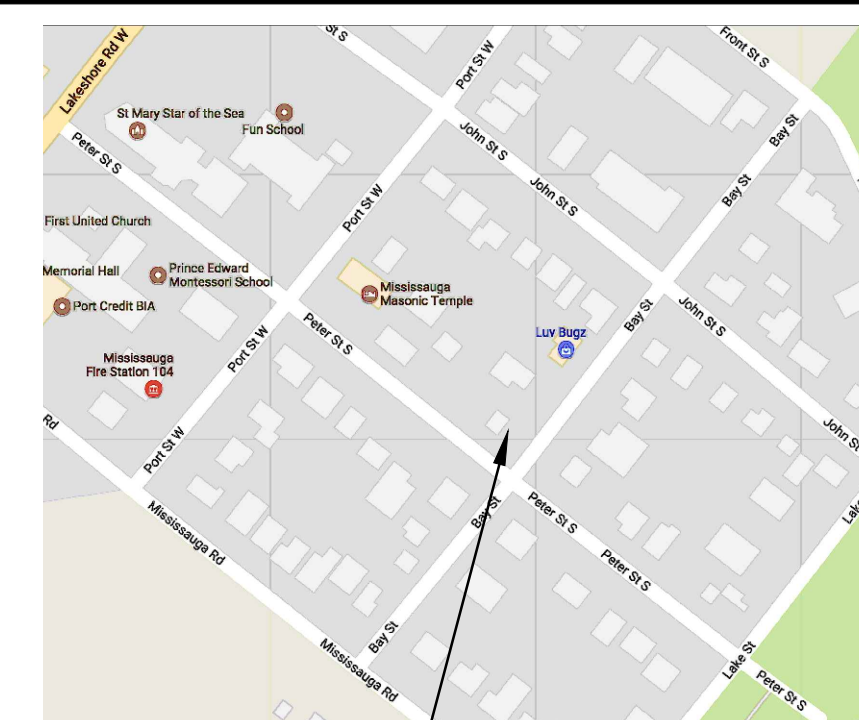 St S
Port St W
Front St S
Lakeshore Rd W
St Mary Star of the Sea
Fun School
Peter St S
John St S
Bay St
Bay St
John St S
Port St W
First United Church
Memorial Hall
Prince Edward
Montessori School
Port Credit BIA
Mississauga
Masonic Temple
Bay St
John St S
Luv Bugz
Peter St S
Port St W
Mississauga
Fire Station 104
Rd
John St S
Port St W
Mississauga Rd
Bay St
Peter St S
Lake
Peter St S
Bay St
Mississauga Rd
Lake St
Peter St S